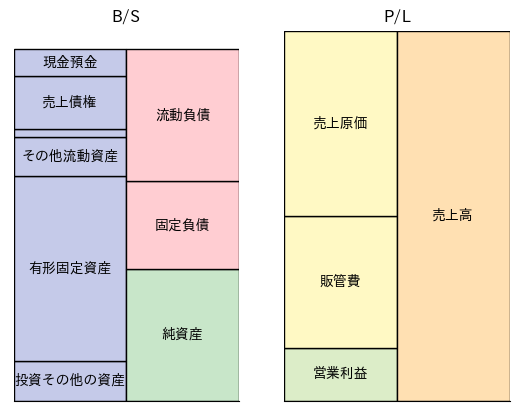 B/S
現金預金
売上債権
その他流動資産
有形固定資産
投資その他の資産
流動負債
固定負債
純資産
P/L
売上原価
販管費
営業利益
売上高